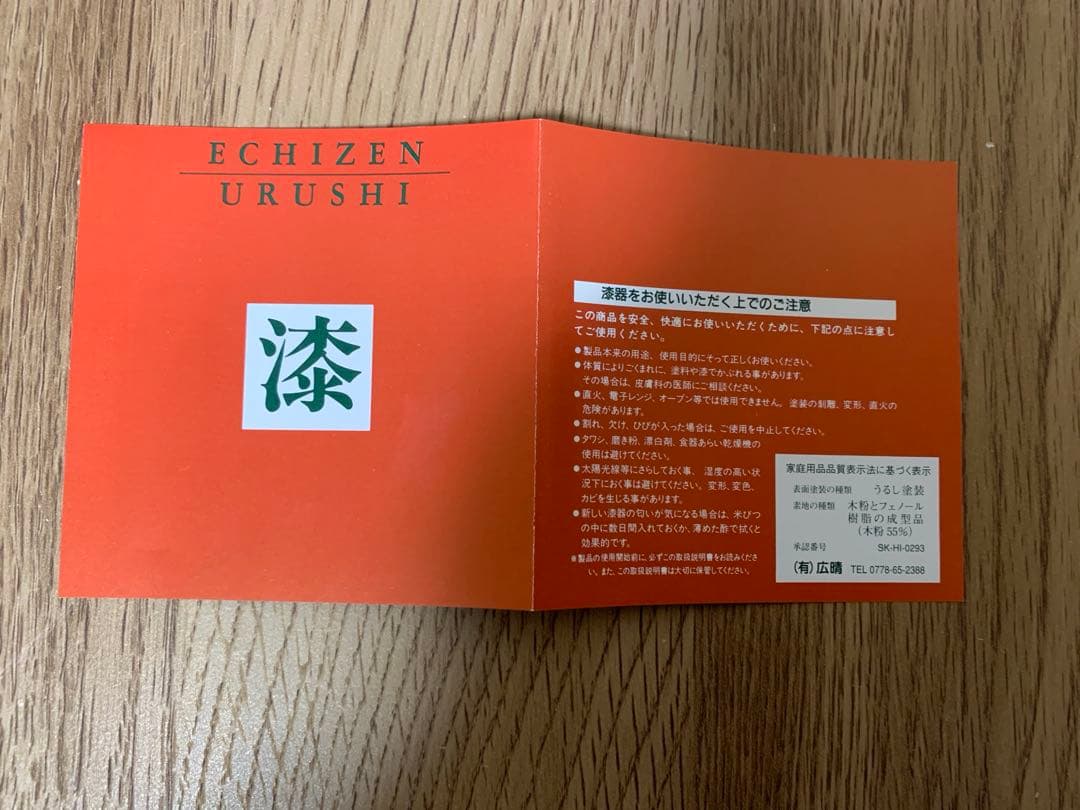 ECHIZEN
URUSHI
漆
漆器をお使いいただく上でのご注意
この商品を安全、快適にお使いいただくために、下記の点に注意し
てご使用ください。
●製品本来の用途、使用目的にそって正しくお使いください。
●体質によりごくまれに、塗料や漆でかぶれる事があります。
その場合は、皮膚科の医師にご相談ください。
●直火、電子レンジ、オーブン等では使用できません。塗装の剥離、変形、直火の
危険があります。
●割れ、欠け、ひびが入った場合は、ご使用を中止してください。
●タワシ、磨き粉、漂白剤、食器あらい乾燥機の
使用は避けてください。
●太陽光線等にさらしておく事、湿度の高い状
況下におく事は避けてください。変形、変色、
カビを生じる事があります。
●新しい漆器の匂いが気になる場合は、米びつ
の中に数日間入れておくか、薄めた酢で拭くと
効果的です。
※製品の使用開始前に、必ずこの取扱説明書をお読みくださ
い。また、この取扱説明書は大切に保管してください。
家庭用品品質表示法に基づく表示
表面塗装の種類 うるし塗装
素地の種類 木粉とフェノール
樹脂の成型品
(木粉55%)
承認番号 SK-HI-0293
(有)広晴 TEL 0778-65-2388